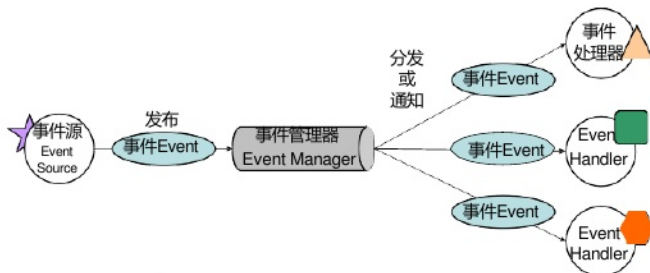 事件源
Event
Source
发布
事件Event
事件管理器
Event Manager
分发
或
通知
事件Event
事件Event
事件Event
事件
处理器
Event
Handler
Event
Handler